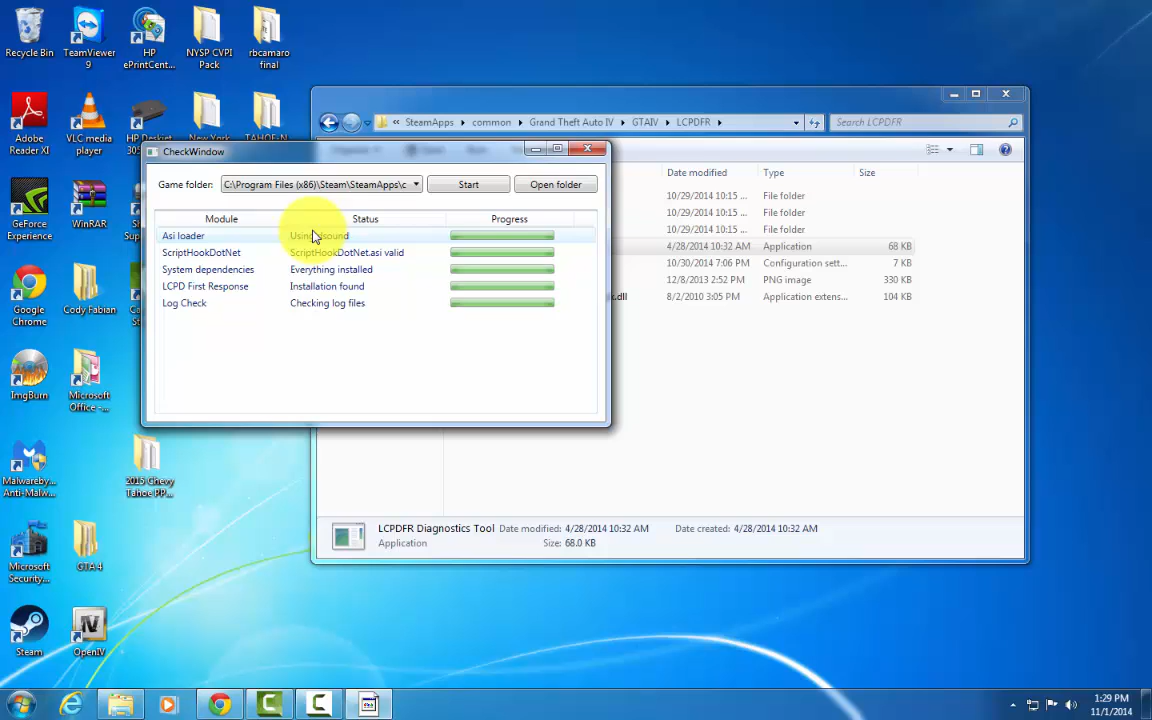 Recycle Bin
TeamViewer 9
HP ePrintCent...
NYSP CVPI Pack
rbcamaro final
Adobe Reader XI
VLC media player
HP Deskjet
305
New York
TAHOE-N
GeForce Experience
WinRAR
Google Chrome
Cody Fabian
ImgBurn
Microsoft Office -...
Malwareby... Anti-Malw...
2015 Chevy Tahoe PP...
Microsoft Security...
GTA 4
Steam
OpenIV
« SteamApps
common
Grand Theft Auto IV
GTAIV
LCPDFR
Search LCPDFR
Date modified
Type
Size
10/29/2014 10:15 ...
File folder
10/29/2014 10:15 ...
File folder
10/29/2014 10:15 ...
File folder
4/28/2014 10:32 AM
Application
68 KB
10/30/2014 7:06 PM
Configuration sett...
7 KB
12/8/2013 2:52 PM
PNG image
330 KB
.dll
8/2/2010 3:05 PM
Application extens...
104 KB
LCPDFR Diagnostics Tool
Date modified: 4/28/2014 10:32 AM
Date created: 4/28/2014 10:32 AM
Application
Size: 68.0 KB
CheckWindow
Game folder:
C:\Program Files (x86)\Steam\SteamApps\c
Start
Open folder
Module
Status
Progress
Asi loader
ScriptHookDotNet
ScriptHookDotNet.asi valid
System dependencies
Everything installed
LCPD First Response
Installation found
Log Check
Checking log files
1:29 PM
11/1/2014